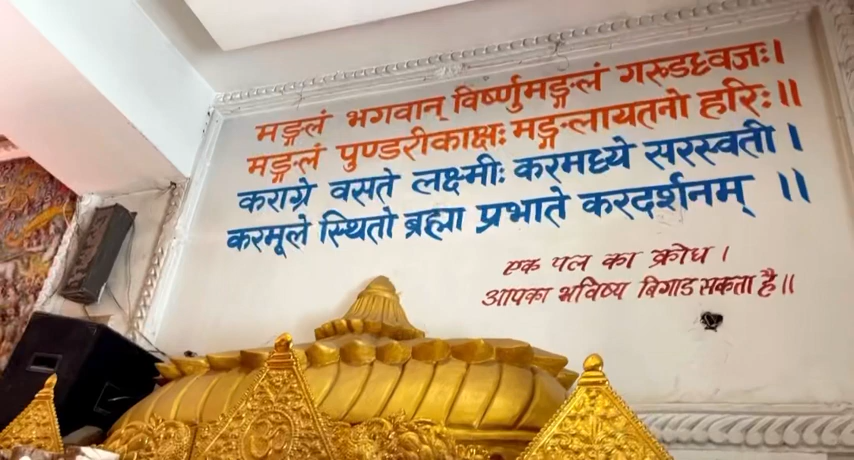 मङ्गलं भगवान् विर्ष्णुमङ्गलं गरुडध्वजः।
मङ्गलं पुण्डरीकाक्षः मङ्गलायतनो हरिः॥
कराग्रे वसते लक्ष्मीः करमध्ये सरस्वती।
करमूले स्थितो ब्रह्मा प्रभाते करदर्शनम् ॥
एक पल का क्रोध।
आपका भविष्य बिगाड सकता है॥